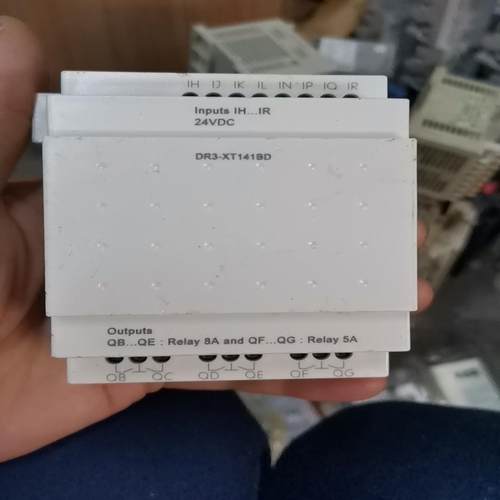 IH IJ IK IL IN IP IQ IR
Inputs IH...IR
24VDC
DR3-XT141BD
Outputs
QB...QE : Relay 8A and QF...QG : Relay 5A
QB QC QD QE QF QG